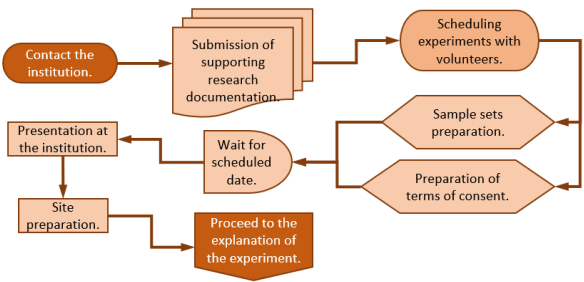 Contact the
institution.
Submission of
supporting
research
documentation.
Scheduling
experiments with
volunteers.
Sample sets
preparation.
Preparation of
terms of consent.
Wait for
scheduled
date.
Presentation at
the institution.
Site
preparation.
Proceed to the
explanation of
the experiment.